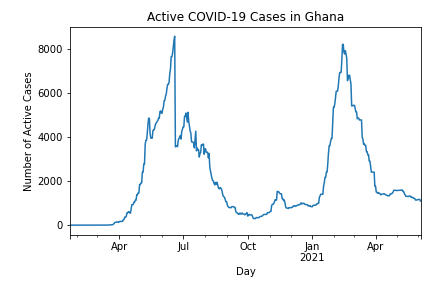 Active COVID-19 Cases in Ghana
Number of Active Cases
8000
6000
4000
2000
0
Apr
Jul
Oct
Jan
2021
Apr
Day